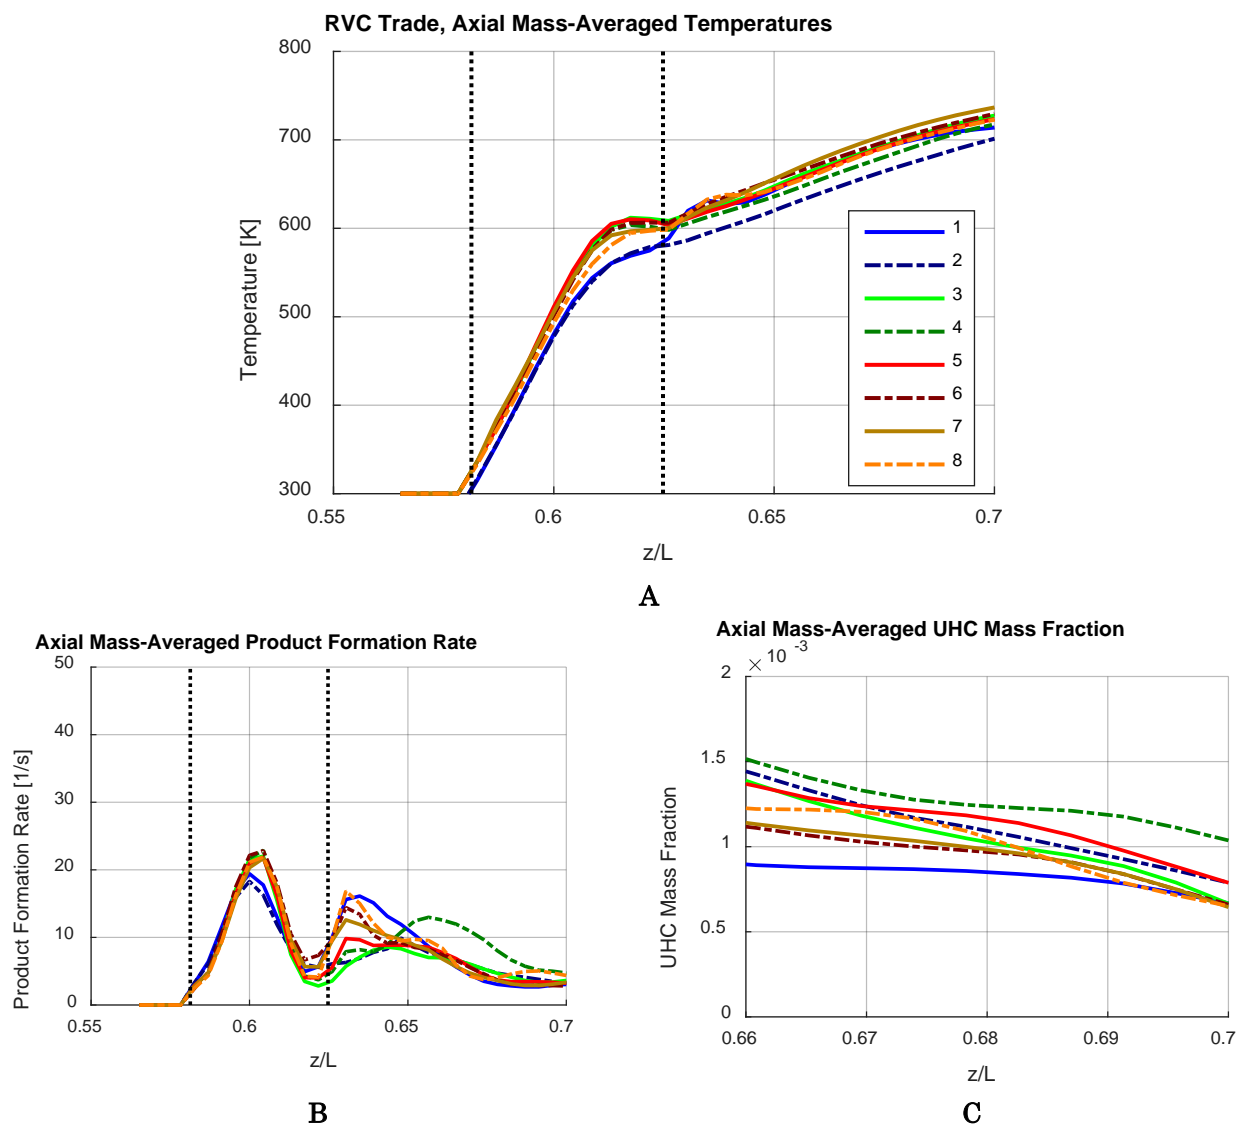 RVC Trade, Axial Mass-Averaged Temperatures
800
700
600
500
400
300
Temperature [K]
0.55
0.6
0.65
0.7
z/L
1
2
3
4
5
6
7
8
A
Axial Mass-Averaged Product Formation Rate
50
40
30
20
10
0
Product Formation Rate [1/s]
0.55
0.6
0.65
0.7
z/L
B
Axial Mass-Averaged UHC Mass Fraction
× 10 -3
2
1.5
1
0.5
0
UHC Mass Fraction
0.66
0.67
0.68
0.69
0.7
z/L
C